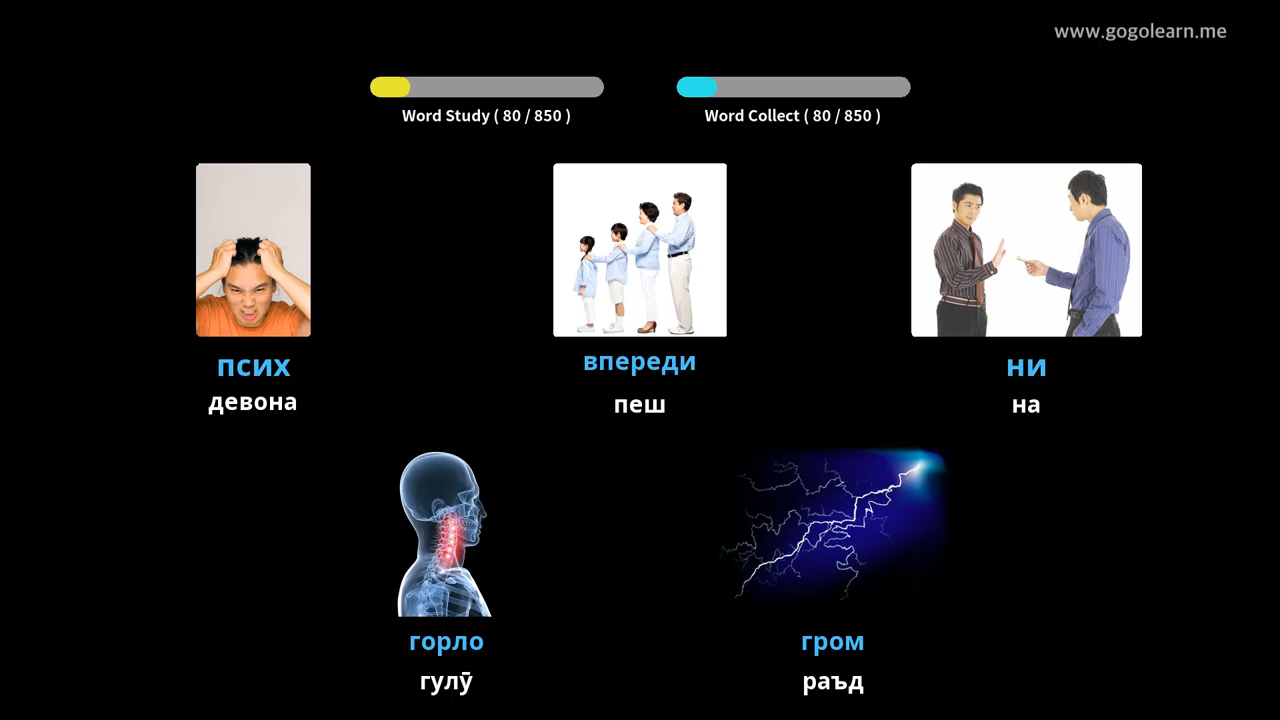 www.gogolearn.me
Word Study ( 80 / 850 )
Word Collect ( 80 / 850 )
псих
девона
впереди
пеш
ни
на
горло
гулӯ
гром
раъд